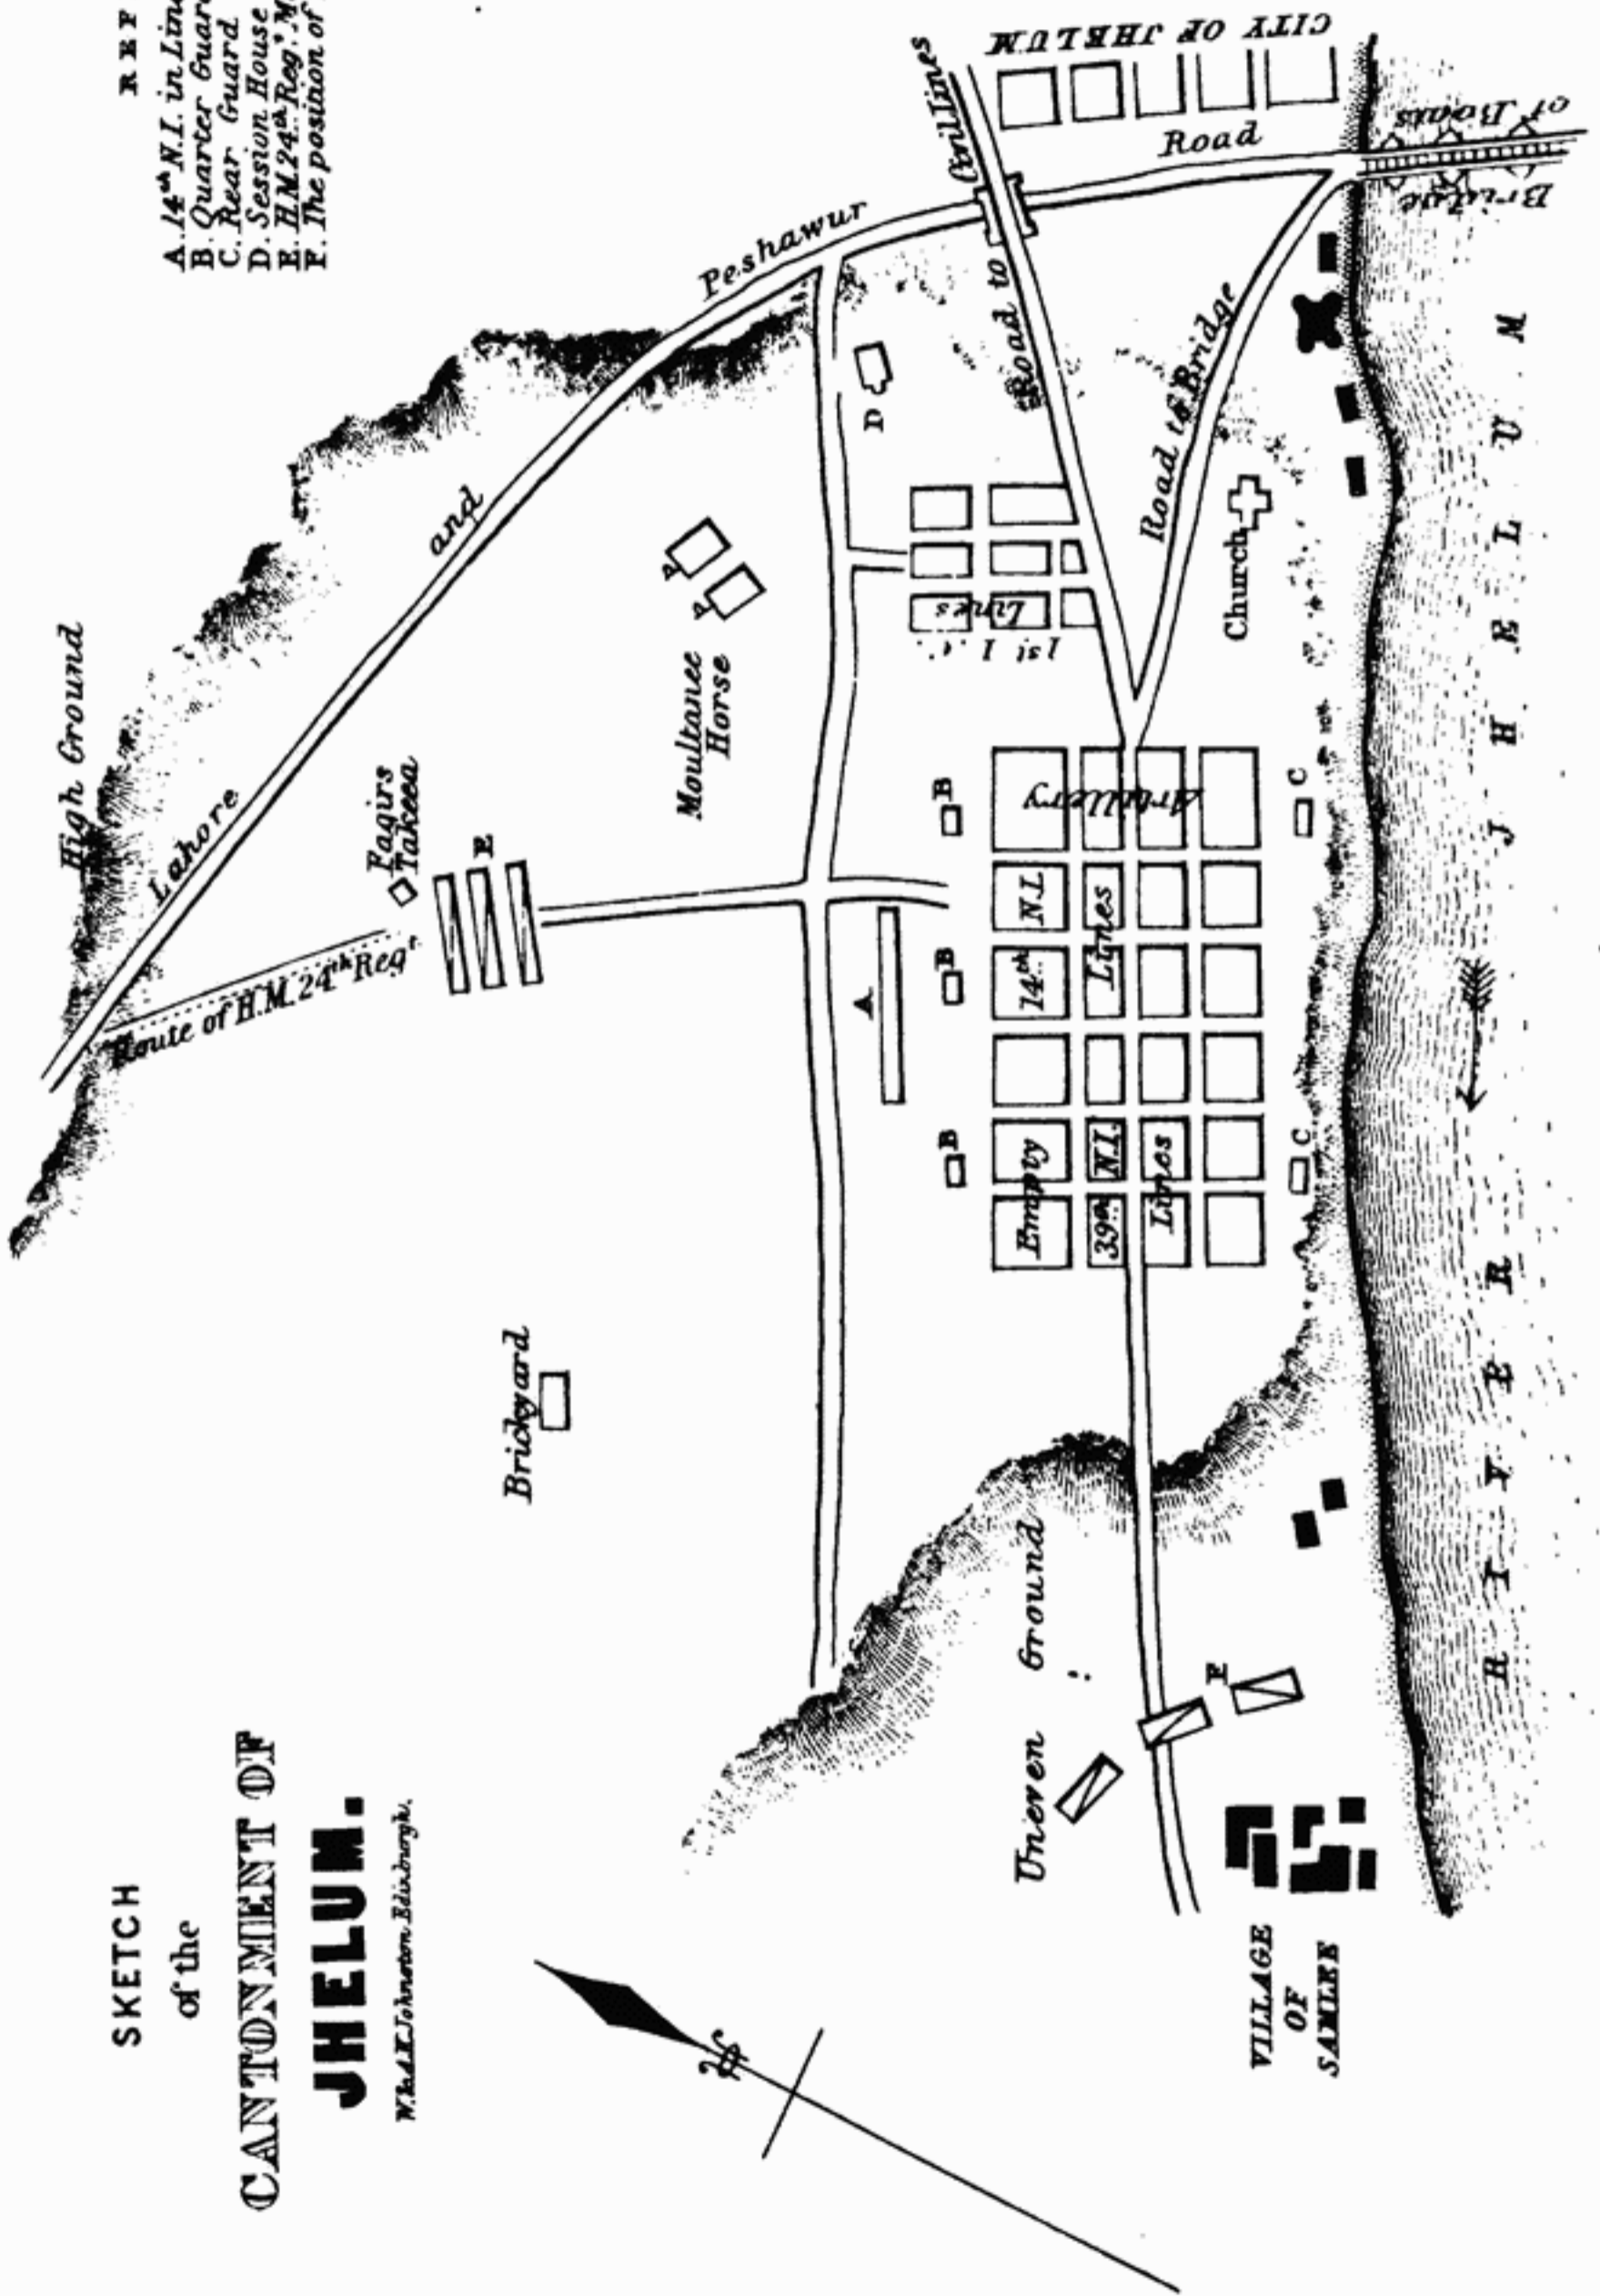 SKETCH
of the
CANTONMENT OF
JHELUM.
W. & A.K. Johnston Edinburgh.
REF
A. 14th N.I. in Line
B. Quarter Guar
C. Rear Guard
D. Session House
E. H.M. 24th Regt. M
F. The position of
High Ground
Lahore and Peshawur Road
Route of H.M. 24th Regt
Faqirs
Takeea
E
Moultanee
Horse
Brickyard
D
Road to Civil Lines
CITY OF JHELUM
Bridge of Boats
Road to Bridge
Church
1st
Lines
Artillery
B
B
B
A
14th N.I.
Lines
Empty
39th N.I.
Lines
C
C
Uneven Ground
F
VILLAGE
OF
SAMLEE
RIVER JHELUM